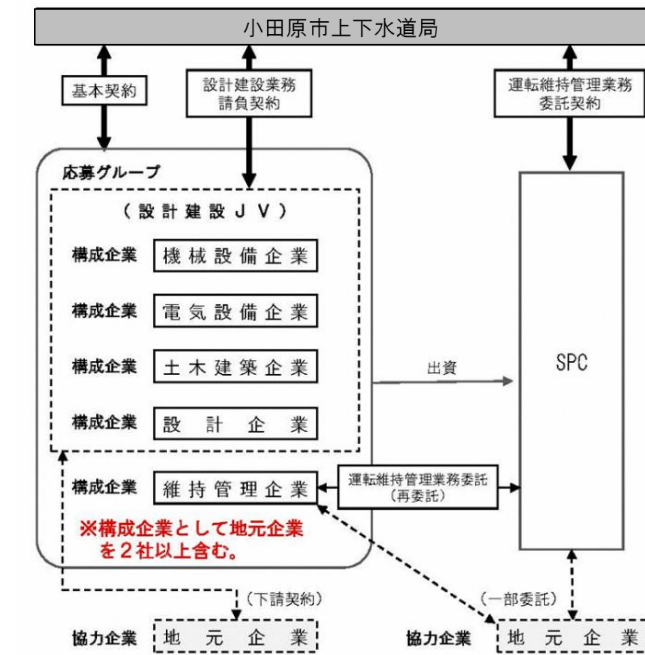 小田原市上下水道局
基本契約
設計建設業務
請負契約
運転維持管理業務
委託契約
応募グループ
(設計建設JV)
構成企業 機械設備企業
構成企業 電気設備企業
構成企業 土木建築企業
構成企業 設計企業
出資
SPC
構成企業 維持管理企業
運転維持管理業務委託
(再委託)
※構成企業として地元企業
を2社以上含む。
(下請契約)
(一部委託)
協力企業 地元企業
協力企業 地元企業